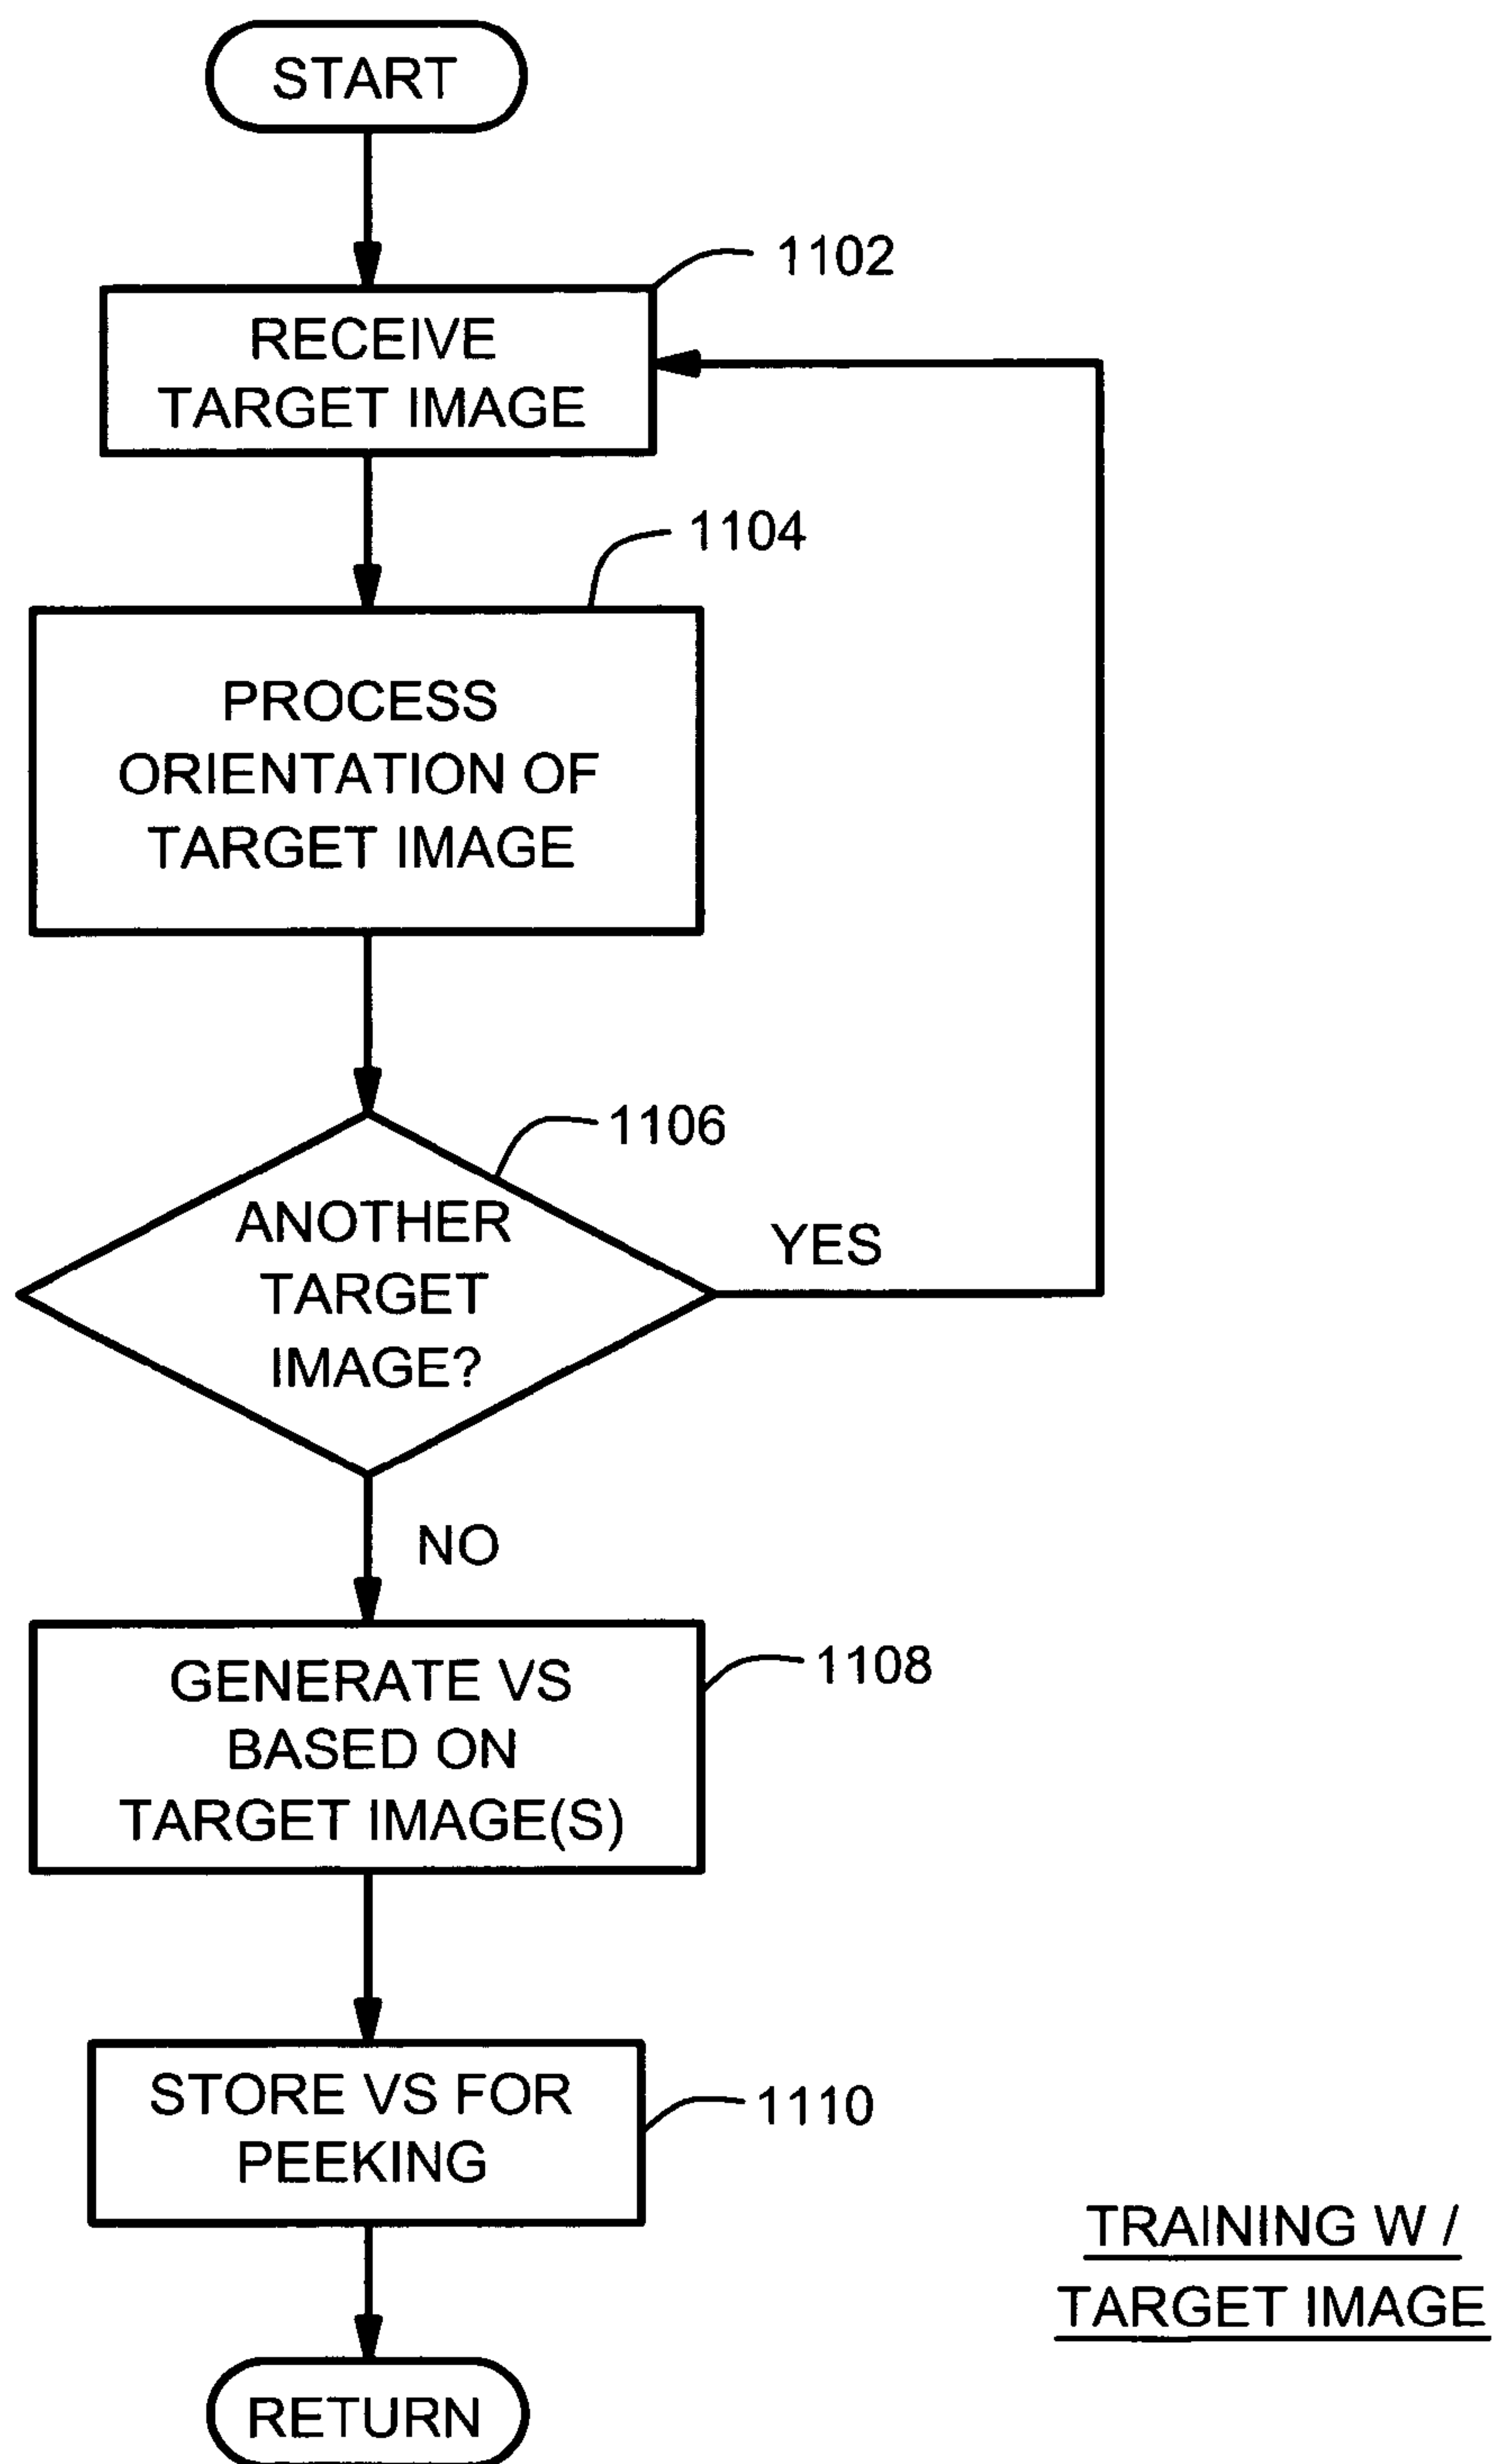 START
1102
RECEIVE
TARGET IMAGE
1104
PROCESS
ORIENTATION OF
TARGET IMAGE
1106
ANOTHER
TARGET
IMAGE?
YES
NO
GENERATE VS
BASED ON
TARGET IMAGE(S)
1108
STORE VS FOR
PEEKING
1110
RETURN
TRAINING W /
TARGET IMAGE